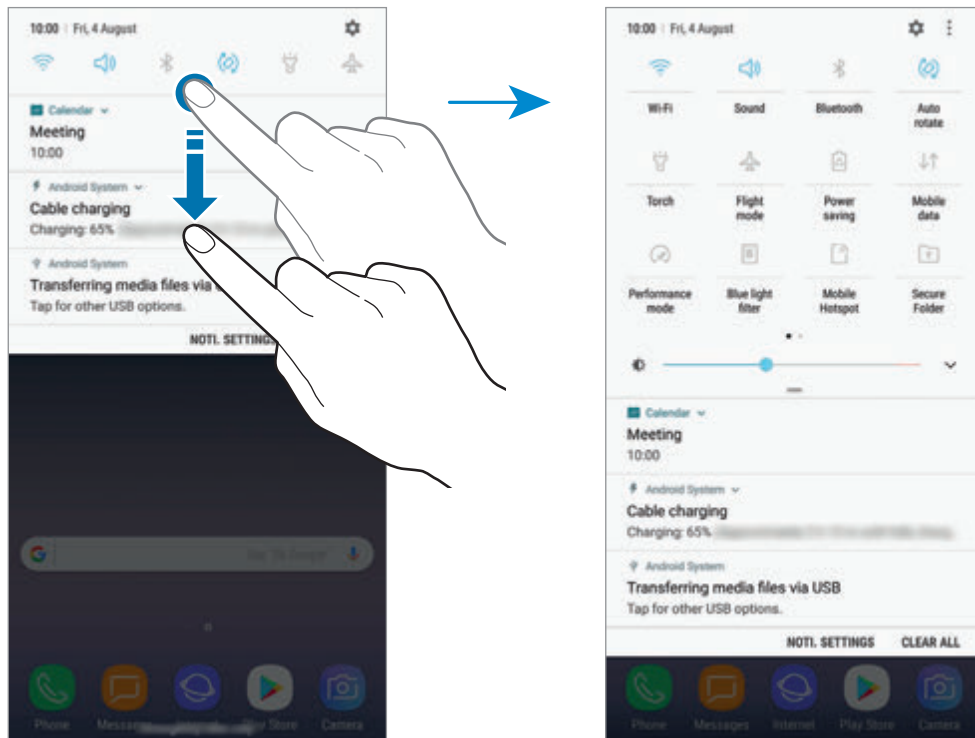 10:00 | Fri, 4 August
Calendar
Meeting
10:00
Android System
Cable charging
Charging: 65%
Android System
Transferring media files via
Tap for other USB options.
NOTI. SETTINGS
Phone
Camera
10:00 | Fri, 4 August
Wi-Fi Sound Bluetooth Auto
rotate
Torch Flight Power Mobile
mode saving data
Performance Blue light Mobile Secure
mode filter Hotspot Folder
Calendar
Meeting
10:00
Android System
Cable charging
Charging: 65%
Android System
Transferring media files via USB
Tap for other USB options.
NOTI. SETTINGS CLEAR ALL
Phone Messages Internet Play Store Camera